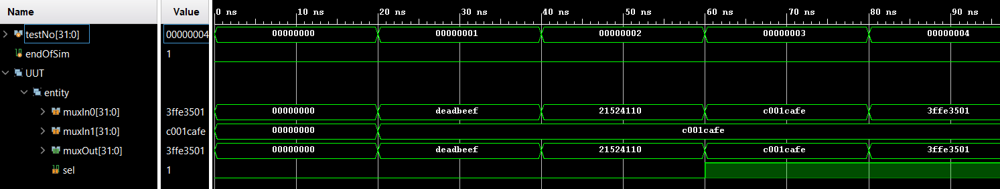 Name Value 0 ns 10 ns 20 ns 30 ns 40 ns 50 ns 60 ns 70 ns 80 ns 90 ns
testNo[31:0] 00000004 00000000 00000001 00000002 00000003 00000004
endOfSim 1
UUT
entity
muxIn0[31:0] 3ffe3501 00000000 deadbeef 21524110 c001cafe 3ffe3501
muxIn1[31:0] c001cafe 00000000 c001cafe
muxOut[31:0] 3ffe3501 00000000 deadbeef 21524110 c001cafe 3ffe3501
sel 1